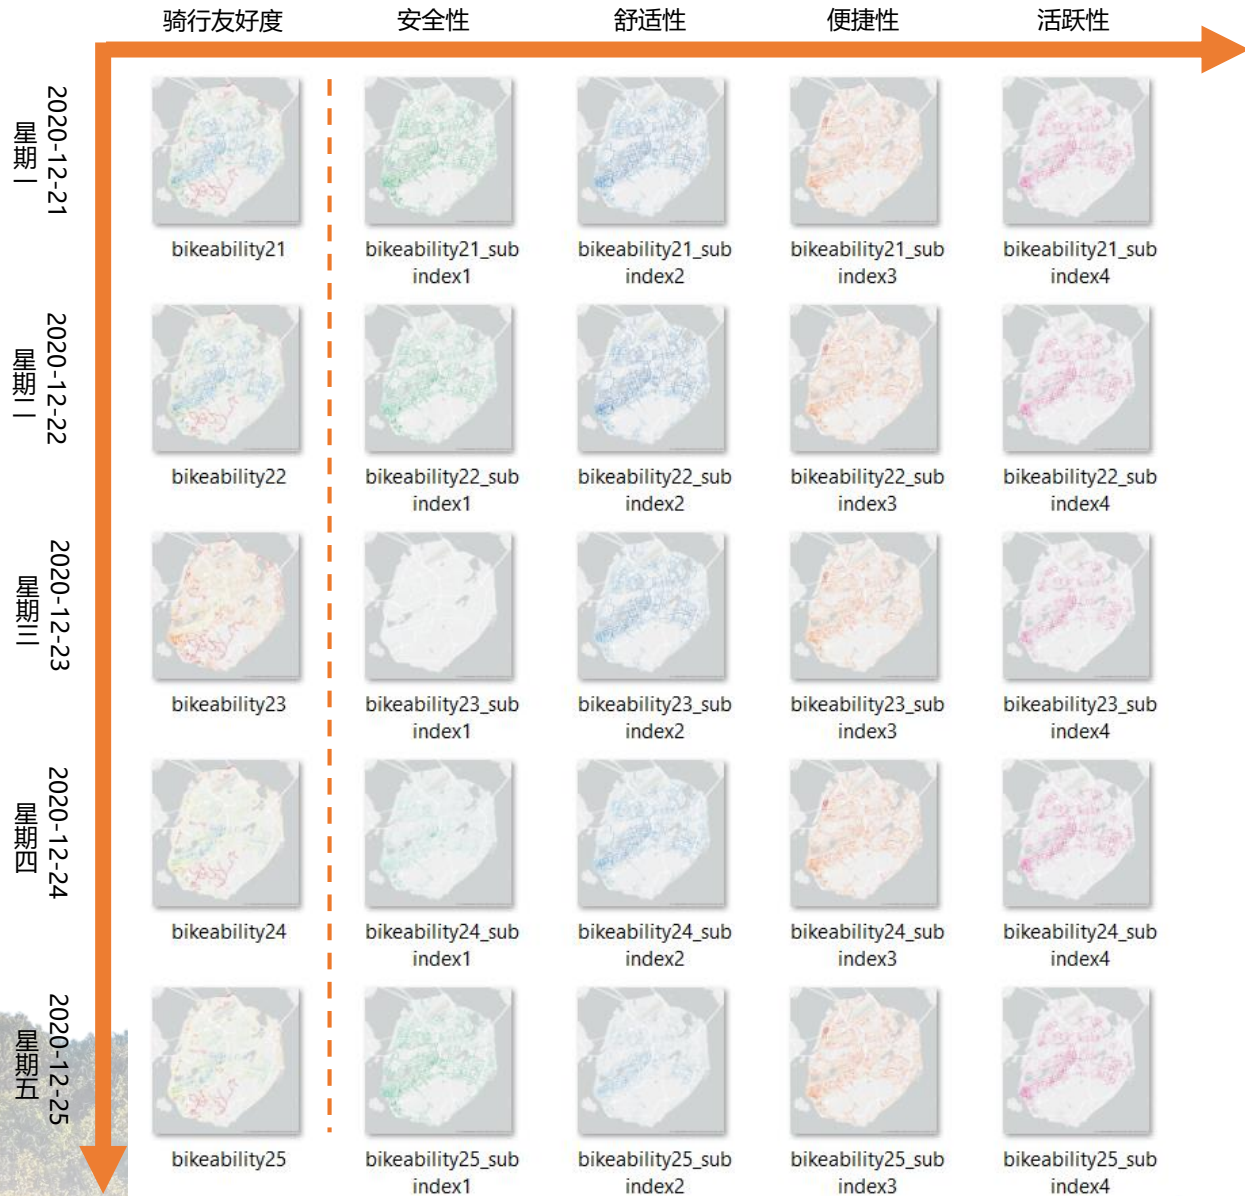 骑行友好度 安全性 舒适性 便捷性 活跃性
2020-12-21
星期一
bikeability21 bikeability21_sub bikeability21_sub bikeability21_sub bikeability21_sub
index1 index2 index3 index4
2020-12-22
星期二
bikeability22 bikeability22_sub bikeability22_sub bikeability22_sub bikeability22_sub
index1 index2 index3 index4
2020-12-23
星期三
bikeability23 bikeability23_sub bikeability23_sub bikeability23_sub bikeability23_sub
index1 index2 index3 index4
2020-12-24
星期四
bikeability24 bikeability24_sub bikeability24_sub bikeability24_sub bikeability24_sub
index1 index2 index3 index4
2020-12-25
星期五
bikeability25 bikeability25_sub bikeability25_sub bikeability25_sub bikeability25_sub
index1 index2 index3 index4